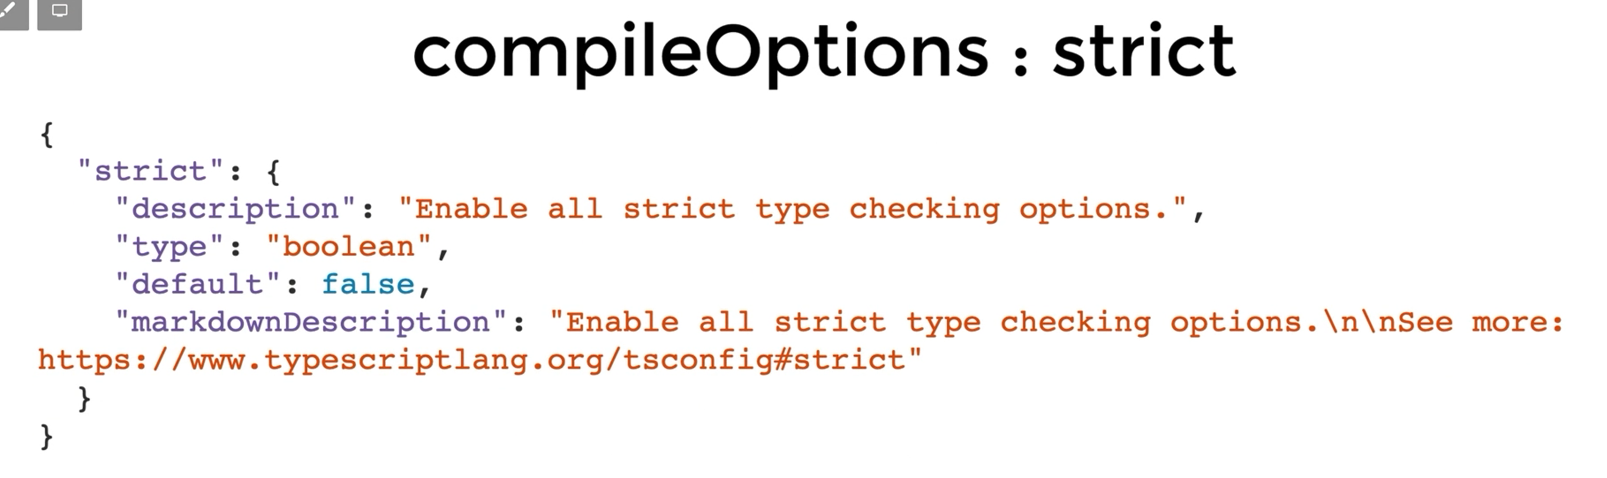 compileOptions : strict
{
  "strict": {
    "description": "Enable all strict type checking options.",
    "type": "boolean",
    "default": false,
    "markdownDescription": "Enable all strict type checking options.\n\nSee more:
https://www.typescriptlang.org/tsconfig#strict"
  }
}